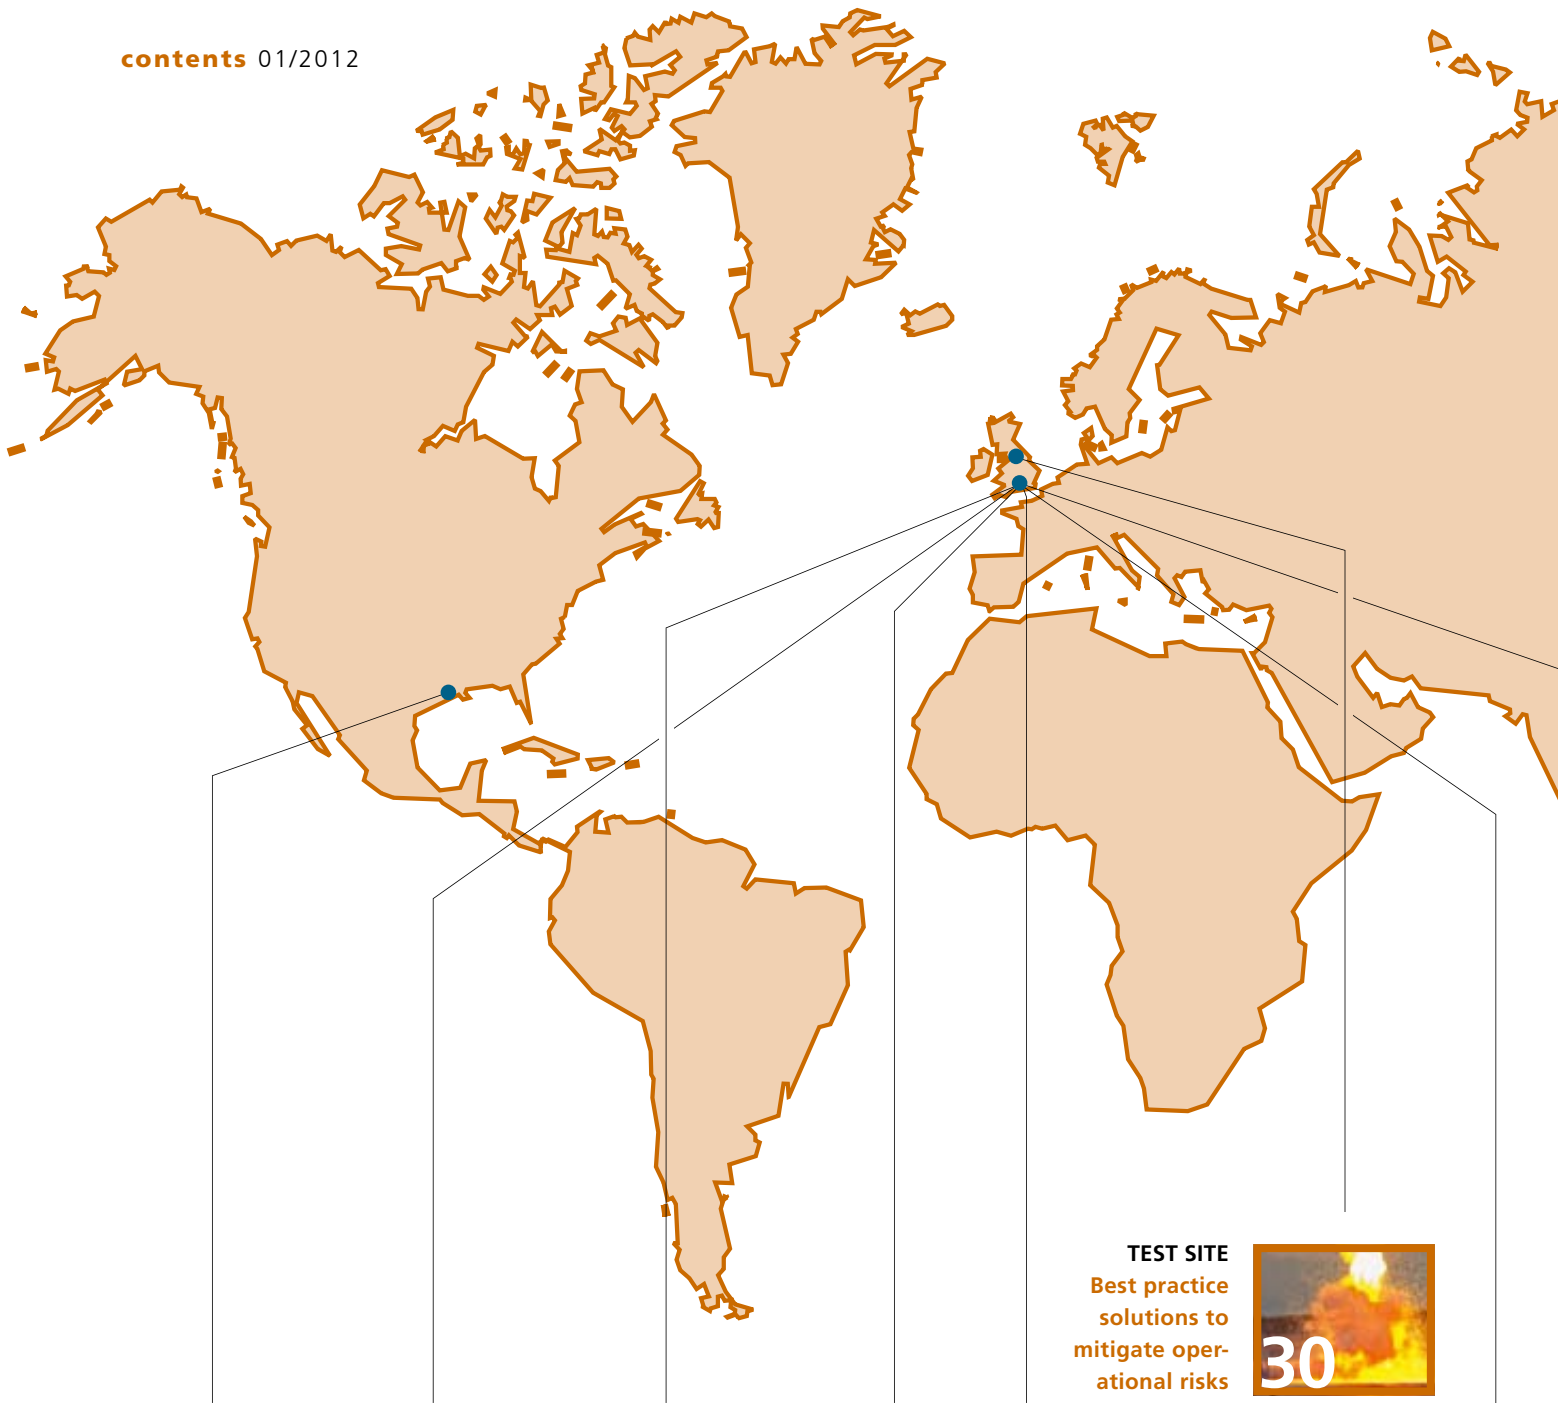 contents 01/2012
TEST SITE
Best practice
solutions to
mitigate oper-
ational risks
30